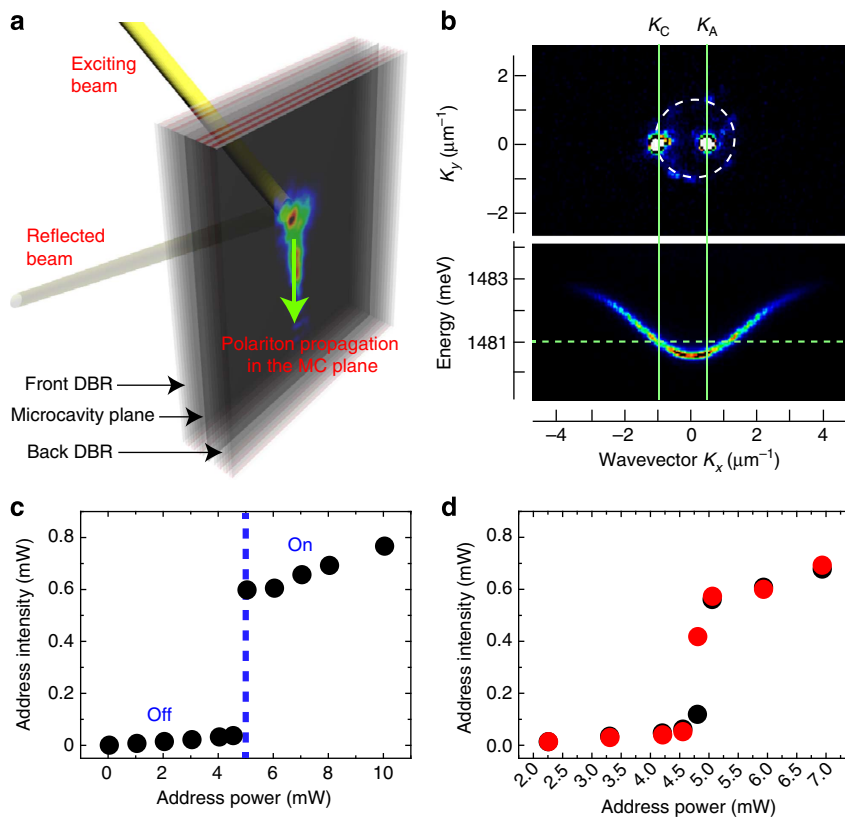 a
Exciting
beam
Reflected
beam
Polariton propagation
in the MC plane
Front DBR
Microcavity plane
Back DBR
b
K_C K_A
K_y (μm⁻¹)
2
0
-2
Energy (meV)
1483
1481
-4 -2 0 2 4
Wavevector K_x (μm⁻¹)
c
Address intensity (mW)
0.8
0.6
0.4
0.2
0
On
Off
0 2 4 6 8 10
Address power (mW)
d
Address intensity (mW)
0.8
0.6
0.4
0.2
0.0
2.0 2.5 3.0 3.5 4.0 4.5 5.0 5.5 6.0 6.5 7.0
Address power (mW)